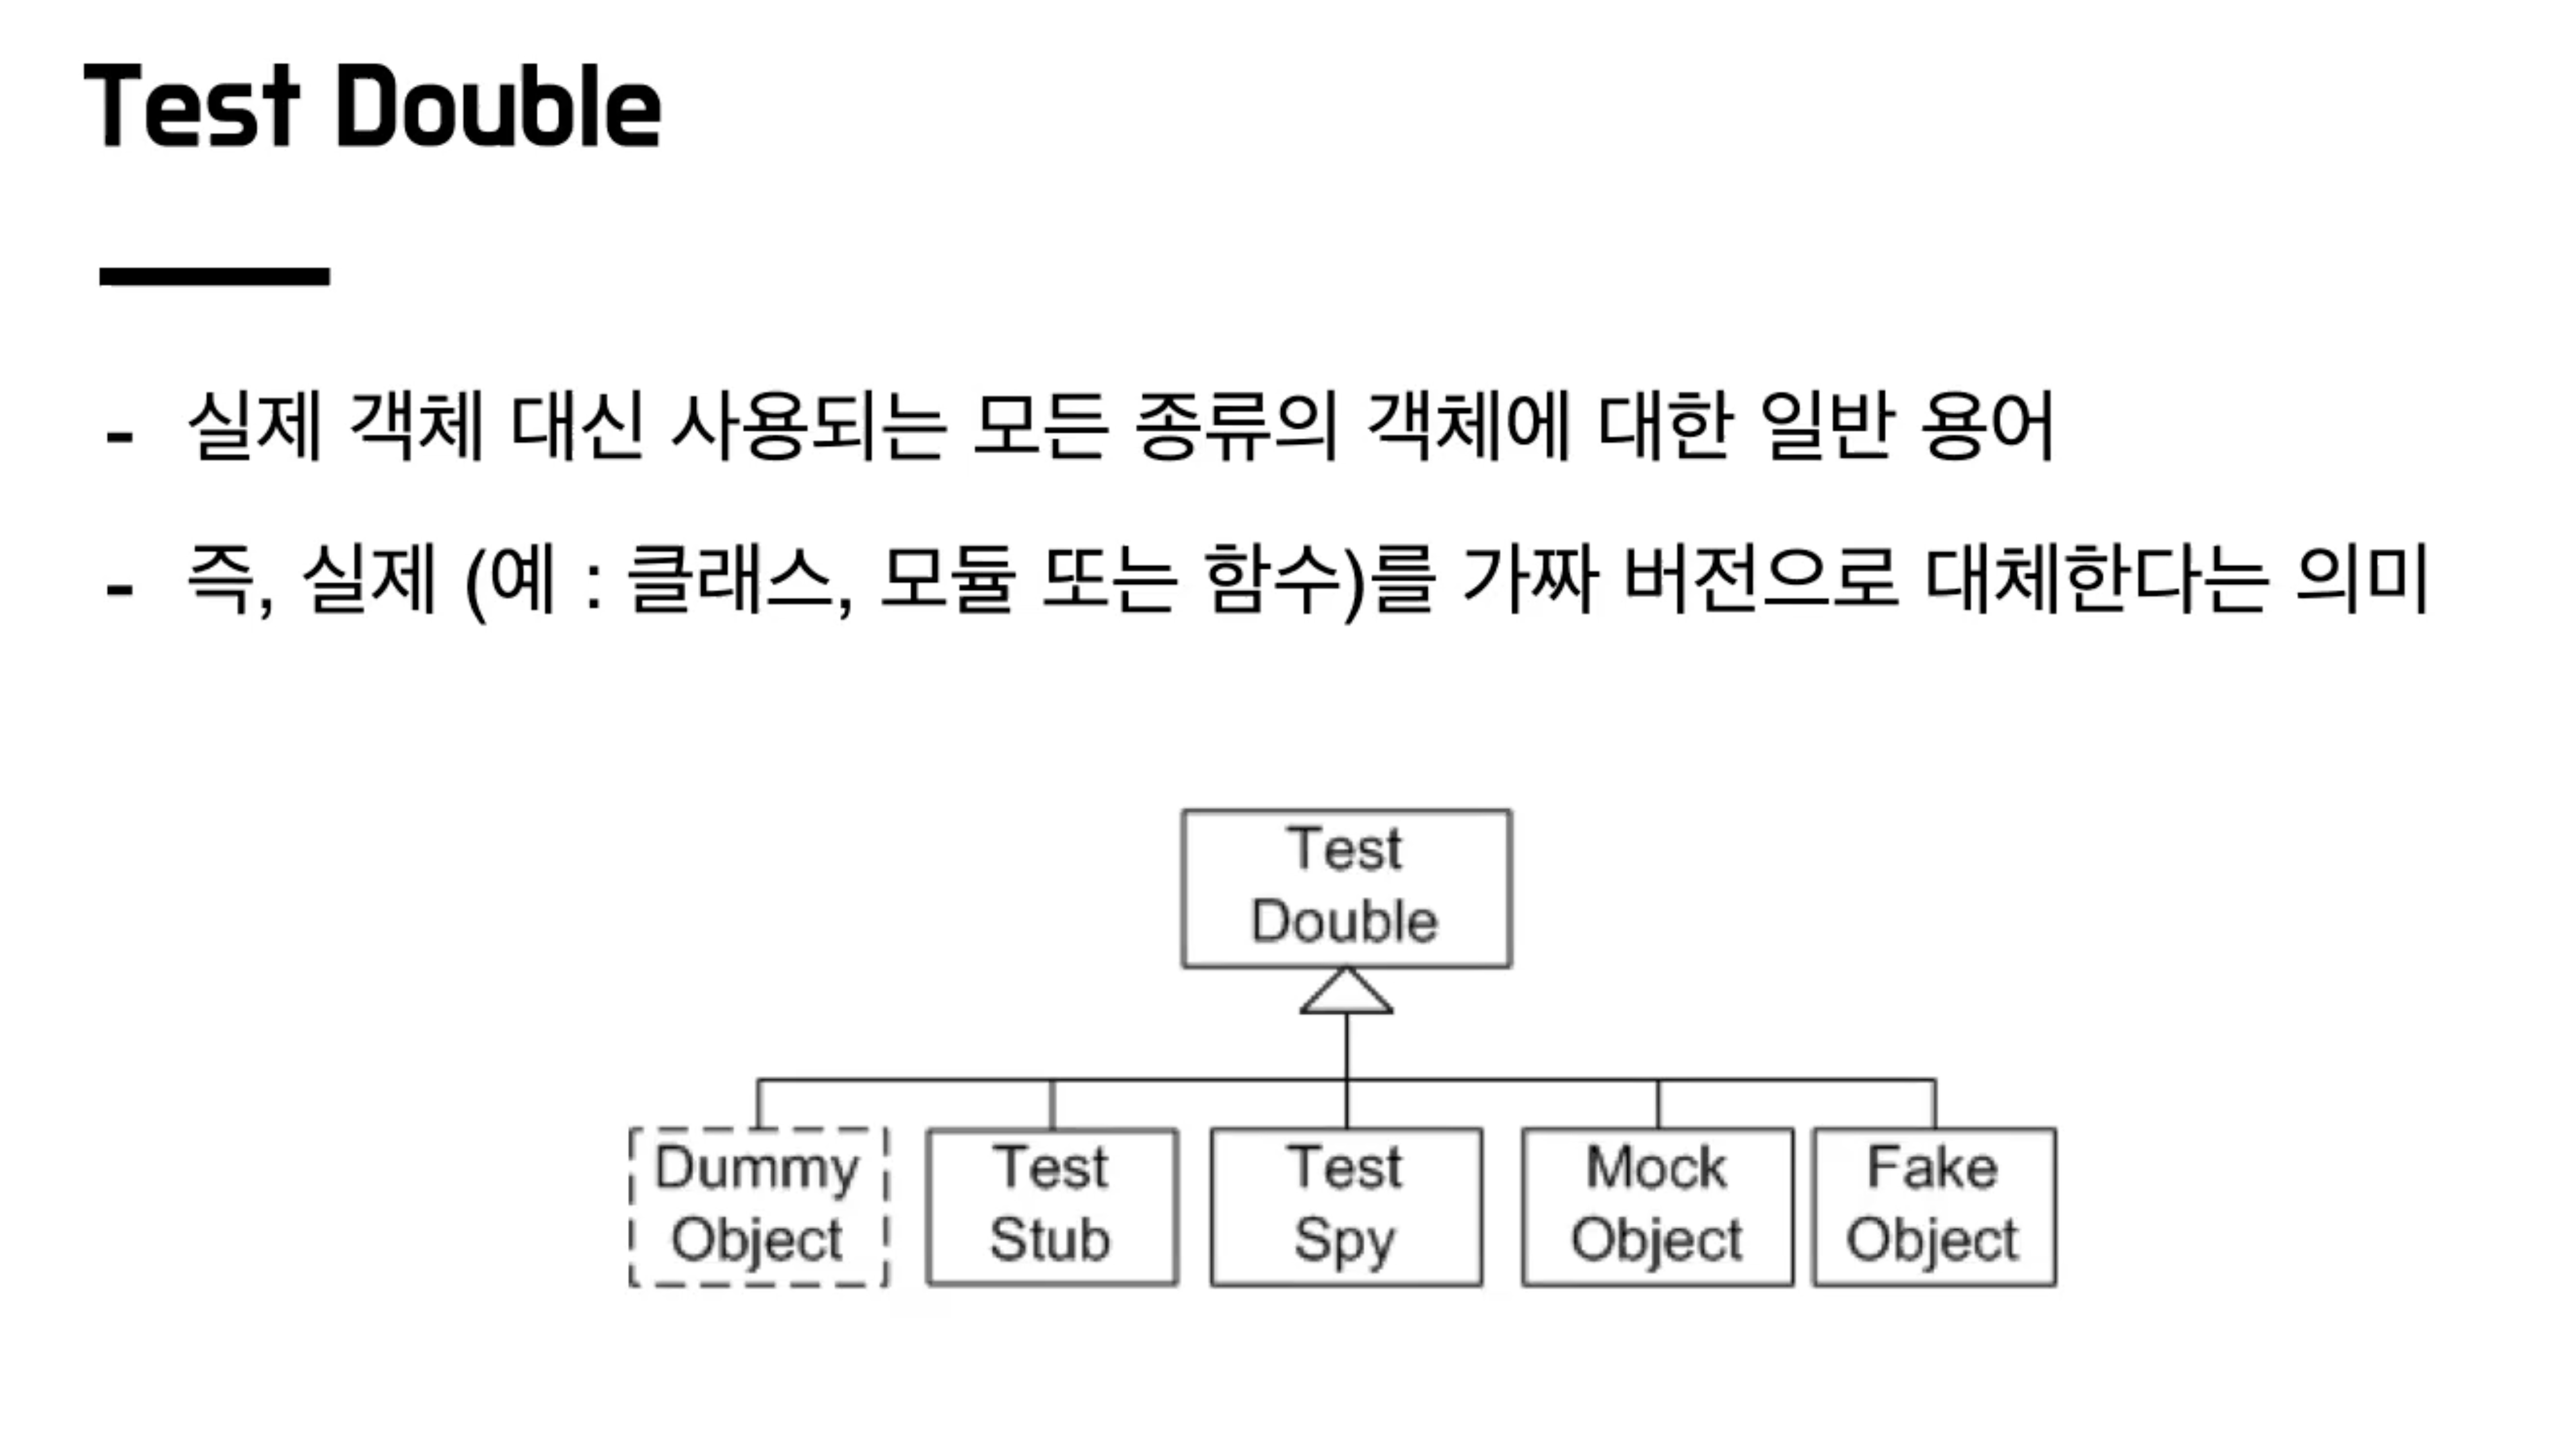 Test Double
- 실제 객체 대신 사용되는 모든 종류의 객체에 대한 일반 용어
- 즉, 실제 (예 : 클래스, 모듈 또는 함수)를 가짜 버전으로 대체한다는 의미
Test
Double
Dummy
Object
Test
Stub
Test
Spy
Mock
Object
Fake
Object